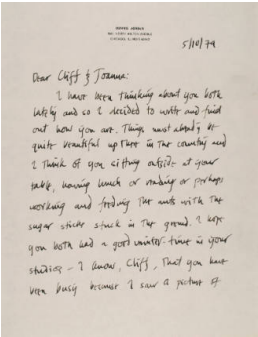 5/10/79
Dear Cliff & Joanna:
I have been thinking about you both
lately and so I decided to write and find
out how you are. Things must already be
quite beautiful up there in the country and
I think of you sitting outside at your
table, having lunch or reading or perhaps
working and feeding the ants with the
sugar sticks stuck in the ground. I hope
you both had a good winter-time in your
studios – I know, Cliff, that you have
been busy because I saw a picture of